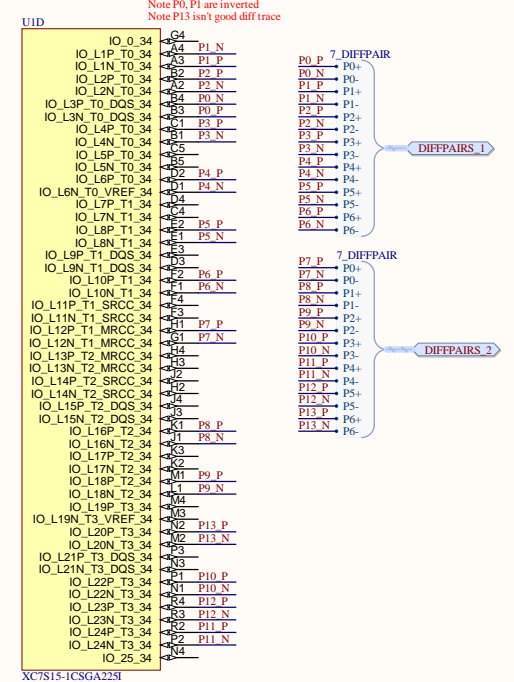 Note P0, P1 are inverted
Note P13 isn't good diff trace
U1D
IO_0_34 G4
IO_L1P_T0_34 A4 P1_N
IO_L1N_T0_34 A3 P1_P
IO_L2P_T0_34 B2 P2_P
IO_L2N_T0_34 A2 P2_N
IO_L3P_T0_DQS_34 B4 P0_N
IO_L3N_T0_DQS_34 B3 P0_P
IO_L4P_T0_34 C1 P3_P
IO_L4N_T0_34 B1 P3_N
IO_L5P_T0_34 C5
IO_L5N_T0_34 B5
IO_L6P_T0_34 D2 P4_P
IO_L6N_T0_VREF_34 D1 P4_N
IO_L7P_T1_34 D4
IO_L7N_T1_34 C4
IO_L8P_T1_34 E2 P5_P
IO_L8N_T1_34 E1 P5_N
IO_L9P_T1_DQS_34 E3
IO_L9N_T1_DQS_34 D3
IO_L10P_T1_34 F2 P6_P
IO_L10N_T1_34 F1 P6_N
IO_L11P_T1_SRCC_34 F4
IO_L11N_T1_SRCC_34 F3
IO_L12P_T1_MRCC_34 H1 P7_P
IO_L12N_T1_MRCC_34 G1 P7_N
IO_L13P_T2_MRCC_34 H4
IO_L13N_T2_MRCC_34 H3
IO_L14P_T2_SRCC_34 J2
IO_L14N_T2_SRCC_34 H2
IO_L15P_T2_DQS_34 J4
IO_L15N_T2_DQS_34 J3
IO_L16P_T2_34 K1 P8_P
IO_L16N_T2_34 J1 P8_N
IO_L17P_T2_34 K3
IO_L17N_T2_34 K2
IO_L18P_T2_34 M1 P9_P
IO_L18N_T2_34 L1 P9_N
IO_L19P_T3_34 M4
IO_L19N_T3_VREF_34 M3
IO_L20P_T3_34 N2 P13_P
IO_L20N_T3_34 M2 P13_N
IO_L21P_T3_DQS_34 P3
IO_L21N_T3_DQS_34 N3
IO_L22P_T3_34 P1 P10_P
IO_L22N_T3_34 N1 P10_N
IO_L23P_T3_34 R4 P12_P
IO_L23N_T3_34 R3 P12_N
IO_L24P_T3_34 R2 P11_P
IO_L24N_T3_34 P2 P11_N
IO_25_34 N4
XC7S15-1CSGA225I
7_DIFFPAIR
P0_P P0+
P0_N P0-
P1_P P1+
P1_N P1-
P2_P P2+
P2_N P2-
P3_P P3+
P3_N P3-
P4_P P4+
P4_N P4-
P5_P P5+
P5_N P5-
P6_P P6+
P6_N P6-
DIFFPAIRS_1
7_DIFFPAIR
P7_P P0+
P7_N P0-
P8_P P1+
P8_N P1-
P9_P P2+
P9_N P2-
P10_P P3+
P10_N P3-
P11_P P4+
P11_N P4-
P12_P P5+
P12_N P5-
P13_P P6+
P13_N P6-
DIFFPAIRS_2